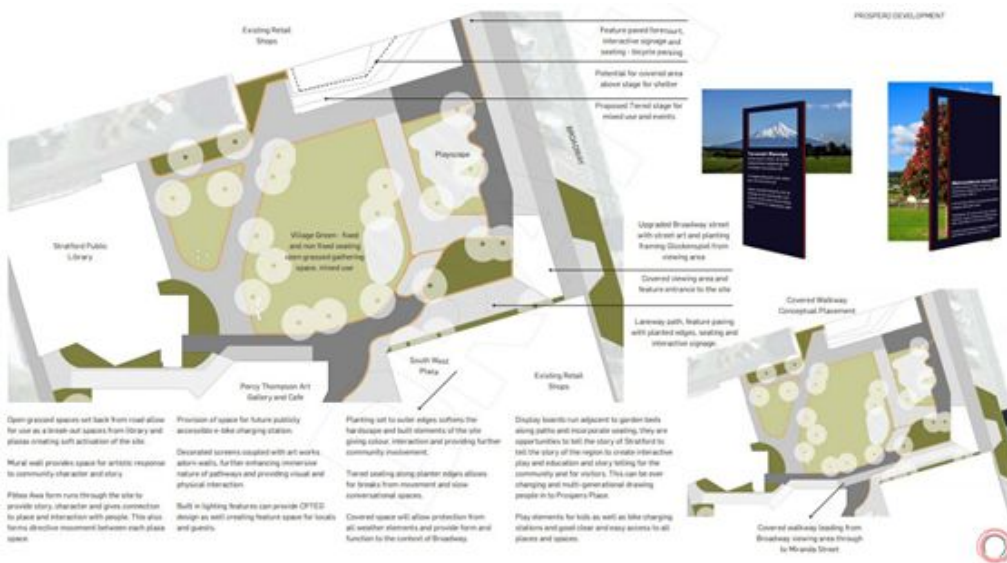 PROSPERO DEVELOPMENT
Existing Retail
Shops
Feature paved forecourt,
interactive signage and
seating - bicycle parking
Potential for covered area
above stage for shelter
Proposed Tiered stage for
mixed use and events
BROADWAY
Playscape
Stratford Public
Library
Village Green - fixed
and non fixed seating
open grassed gathering
space, mixed use
Upgraded Broadway street
with street art and planting
framing Glockenspiel from
viewing area
Covered viewing area and
feature entrance to the site
Laneway path, feature paving
with planted edges, seating and
interactive signage
South West
Plaza
Existing Retail
Shops
Percy Thompson Art
Gallery and Cafe
Covered Walkway
Conceptual Placement
Covered walkway leading from
Broadway viewing area through
to Miranda Street
Open grassed spaces set back from road allow
for use as a break-out spaces from library and
plazas creating soft activation of the site.
Mural wall provides space for artistic response
to community character and story.
Pātea Awa form runs through the site to
provide story, character and gives connection
to place and interaction with people. This also
forms directive movement between each plaza
space.
Provision of space for future publicly
accessible e-bike charging station.
Decorated screens coupled with art works
adorn walls, further enhancing immersive
nature of pathways and providing visual and
physical interaction.
Built in lighting features can provide CPTED
design as well creating feature space for locals
and guests.
Planting set to outer edges softens the
hardscape and built elements of the site
giving colour, interaction and providing further
community involvement.
Tiered seating along planter edges allows
for breaks from movement and slow
conversational spaces.
Covered space will allow protection from
all weather elements and provide form and
function to the context of Broadway.
Display boards run adjacent to garden beds
along paths and incorporate seating, they are
opportunities to tell the story of Stratford to
tell the story of the region to create interactive
play and education and story telling for the
community and for visitors. This can be ever
changing and multi-generational drawing
people in to Prospero Place.
Play elements for kids as well as bike charging
stations and good clear and easy access to all
places and spaces.